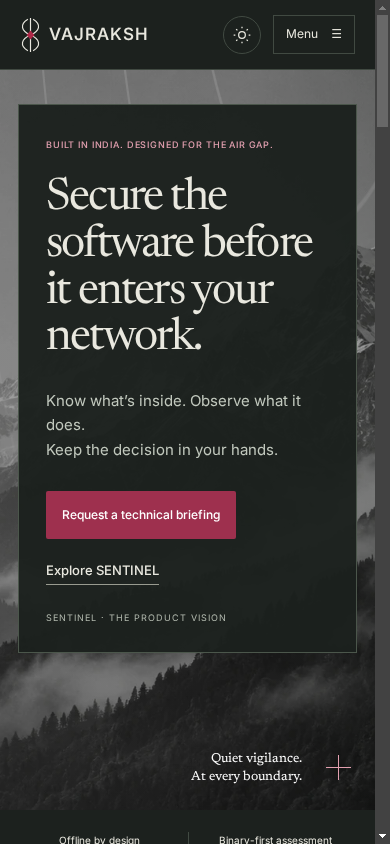 VAJRAKSH
Menu
BUILT IN INDIA. DESIGNED FOR THE AIR GAP.
Secure the
software before
it enters your
network.
Know what’s inside. Observe what it
does.
Keep the decision in your hands.
Request a technical briefing
Explore SENTINEL
SENTINEL · THE PRODUCT VISION
Quiet vigilance.
At every boundary.
Offline by design
Binary-first assessment